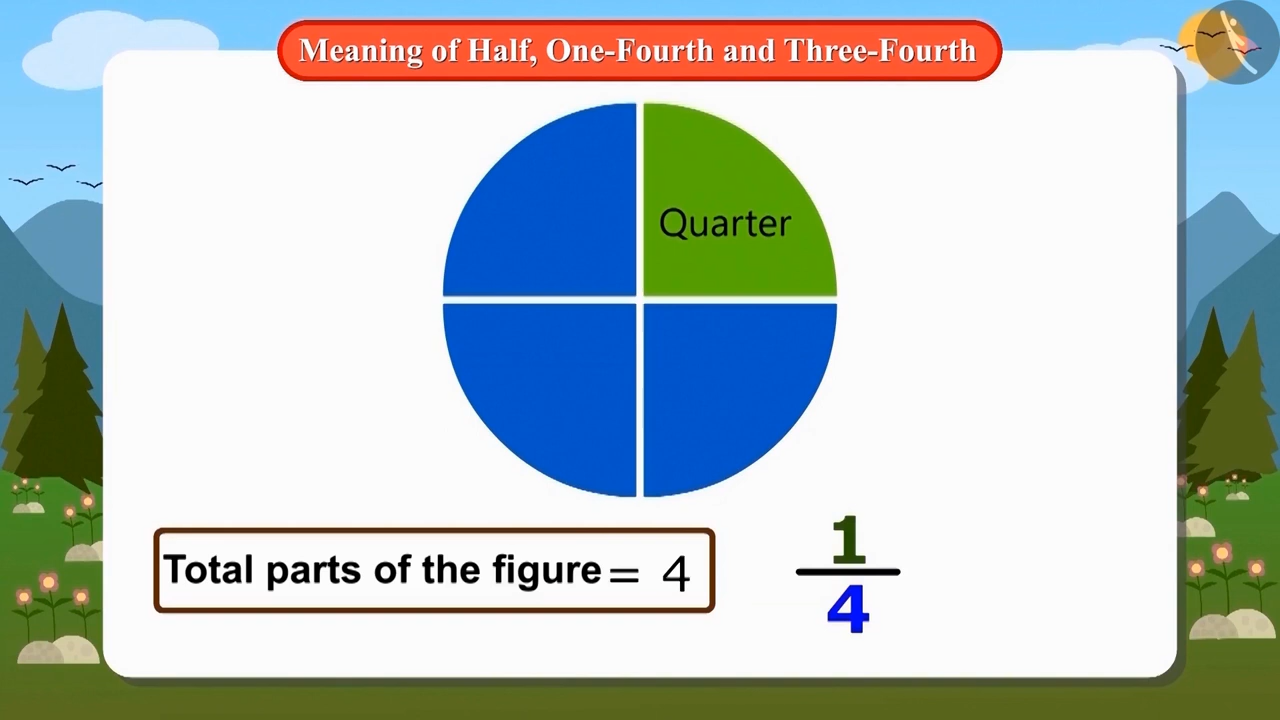 Meaning of Half, One-Fourth and Three-Fourth
Quarter
Total parts of the figure = 4
1
4